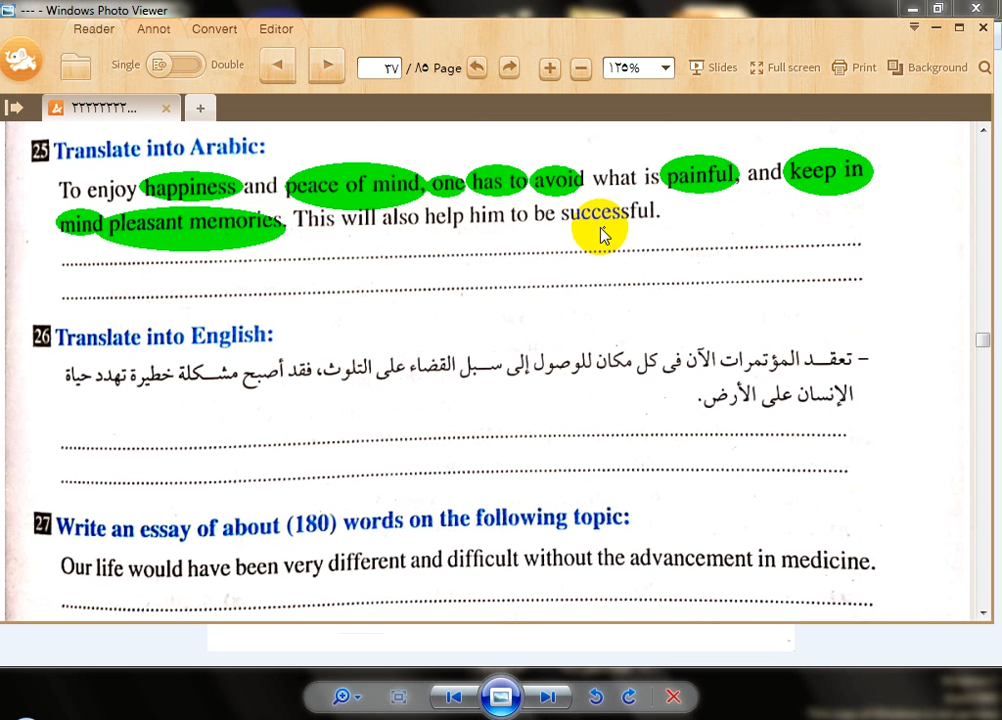 ---- - Windows Photo Viewer
Reader Annot Convert Editor
Single Double ٣٧ / ٨٥ Page ١٢٥% Slides Full screen Print Background
٢٢٢٢٢٢٢٢...
25 Translate into Arabic:
To enjoy happiness and peace of mind, one has to avoid what is painful, and keep in
mind pleasant memories. This will also help him to be successful.
26 Translate into English:
– تعقـد المؤتمرات الآن فى كل مكان للوصول إلى سـبل القضاء على التلوث، فقد أصبح مشـكلة خطيرة تهدد حياة
الإنسان على الأرض.
27 Write an essay of about (180) words on the following topic:
Our life would have been very different and difficult without the advancement in medicine.